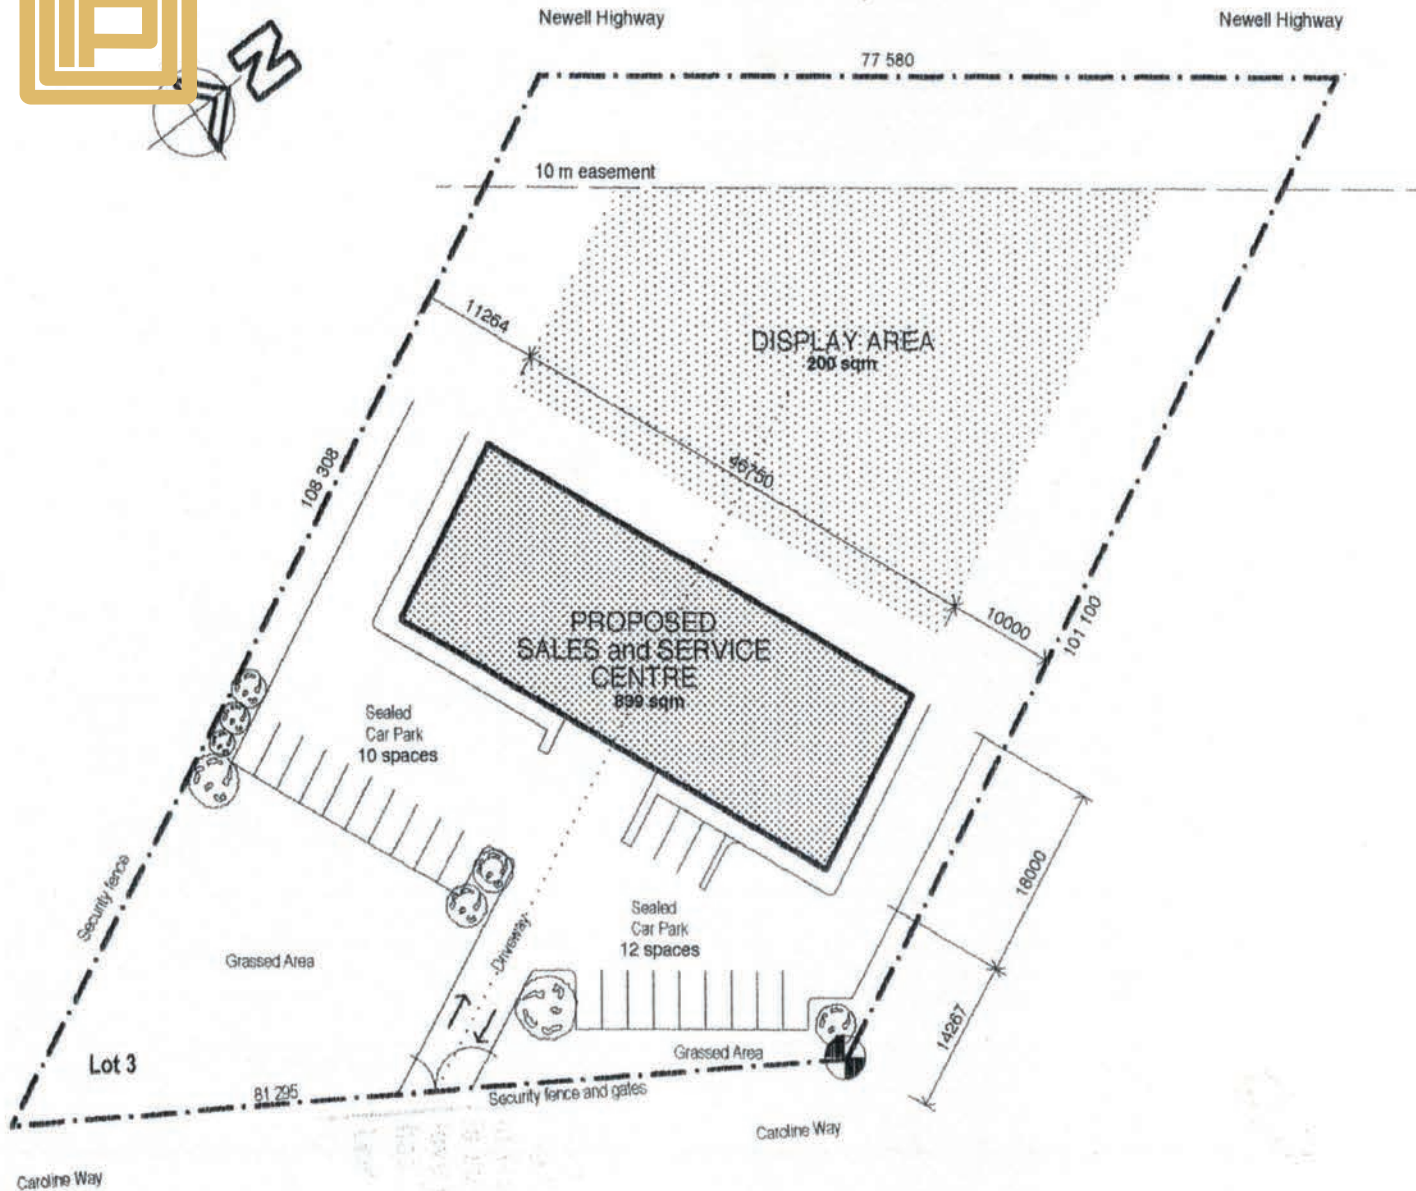 Newell Highway
Newell Highway
77 580
N
10 m easement
11264
DISPLAY AREA
200 sqm
108 308
46750
10000
101 100
PROPOSED
SALES and SERVICE
CENTRE
899 sqm
Sealed
Car Park
10 spaces
18000
Security fence
Sealed
Car Park
12 spaces
Driveway
Grassed Area
14267
Grassed Area
Lot 3
81 295
Security fence and gates
Caroline Way
Caroline Way